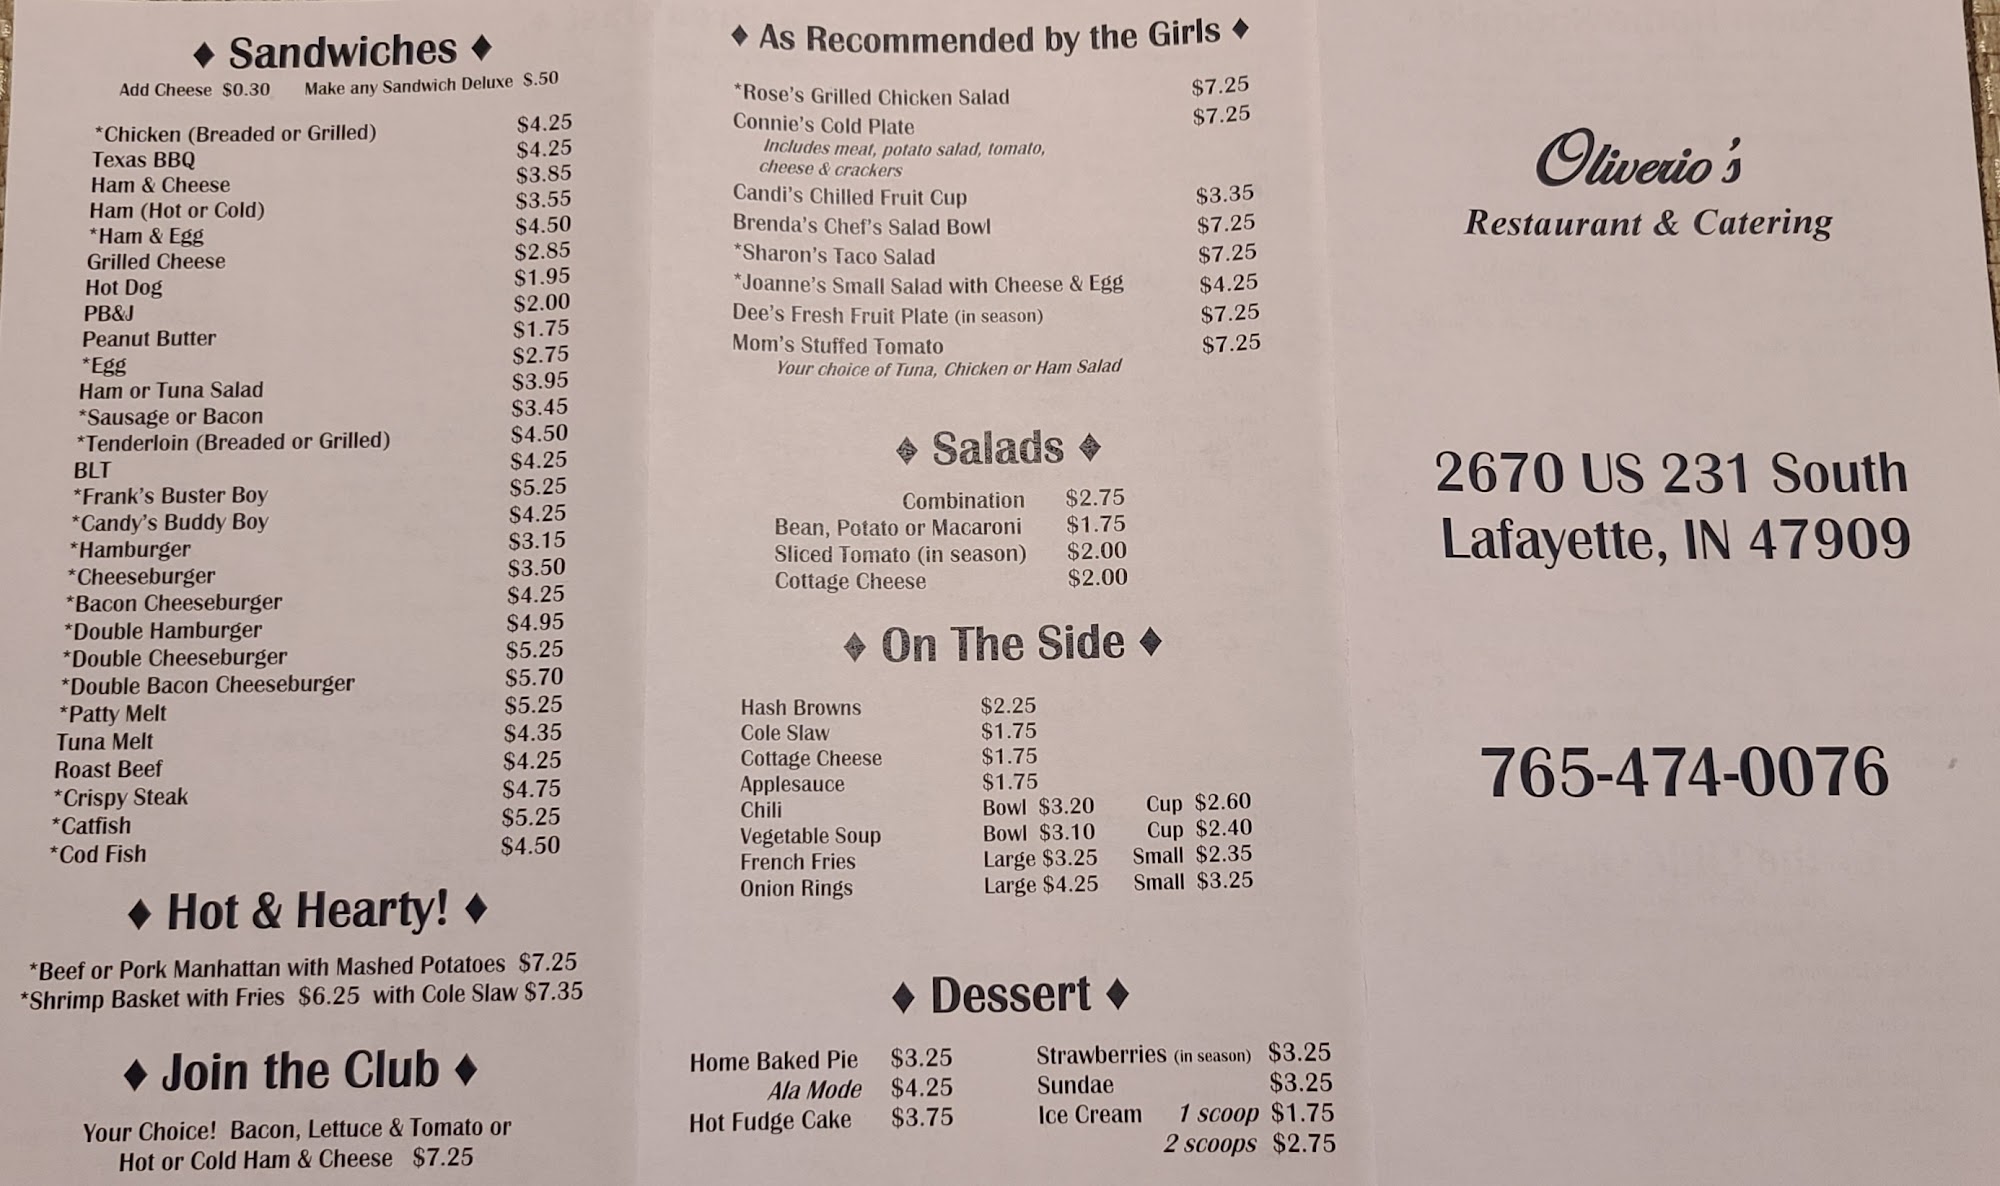 ♦ Sandwiches ♦
Add Cheese $0.30 Make any Sandwich Deluxe $.50
*Chicken (Breaded or Grilled) $4.25
Texas BBQ $4.25
Ham & Cheese $3.85
Ham (Hot or Cold) $3.55
*Ham & Egg $4.50
Grilled Cheese $2.85
Hot Dog $1.95
PB&J $2.00
Peanut Butter $1.75
*Egg $2.75
Ham or Tuna Salad $3.95
*Sausage or Bacon $3.45
*Tenderloin (Breaded or Grilled) $4.50
BLT $4.25
*Frank's Buster Boy $5.25
*Candy's Buddy Boy $4.25
*Hamburger $3.15
*Cheeseburger $3.50
*Bacon Cheeseburger $4.25
*Double Hamburger $4.95
*Double Cheeseburger $5.25
*Double Bacon Cheeseburger $5.70
*Patty Melt $5.25
Tuna Melt $4.35
Roast Beef $4.25
*Crispy Steak $4.75
*Catfish $5.25
*Cod Fish $4.50
♦ Hot & Hearty! ♦
*Beef or Pork Manhattan with Mashed Potatoes $7.25
*Shrimp Basket with Fries $6.25 with Cole Slaw $7.35
♦ Join the Club ♦
Your Choice! Bacon, Lettuce & Tomato or
Hot or Cold Ham & Cheese $7.25
♦ As Recommended by the Girls ♦
*Rose's Grilled Chicken Salad $7.25
Connie's Cold Plate $7.25
Includes meat, potato salad, tomato,
cheese & crackers
Candi's Chilled Fruit Cup $3.35
Brenda's Chef's Salad Bowl $7.25
*Sharon's Taco Salad $7.25
*Joanne's Small Salad with Cheese & Egg $4.25
Dee's Fresh Fruit Plate (in season) $7.25
Mom's Stuffed Tomato $7.25
Your choice of Tuna, Chicken or Ham Salad
♦ Salads ♦
Combination $2.75
Bean, Potato or Macaroni $1.75
Sliced Tomato (in season) $2.00
Cottage Cheese $2.00
♦ On The Side ♦
Hash Browns $2.25
Cole Slaw $1.75
Cottage Cheese $1.75
Applesauce $1.75
Chili Bowl $3.20 Cup $2.60
Vegetable Soup Bowl $3.10 Cup $2.40
French Fries Large $3.25 Small $2.35
Onion Rings Large $4.25 Small $3.25
♦ Dessert ♦
Home Baked Pie $3.25
Ala Mode $4.25
Hot Fudge Cake $3.75
Strawberries (in season) $3.25
Sundae $3.25
Ice Cream 1 scoop $1.75
2 scoops $2.75
Oliverio's
Restaurant & Catering
2670 US 231 South
Lafayette, IN 47909
765-474-0076